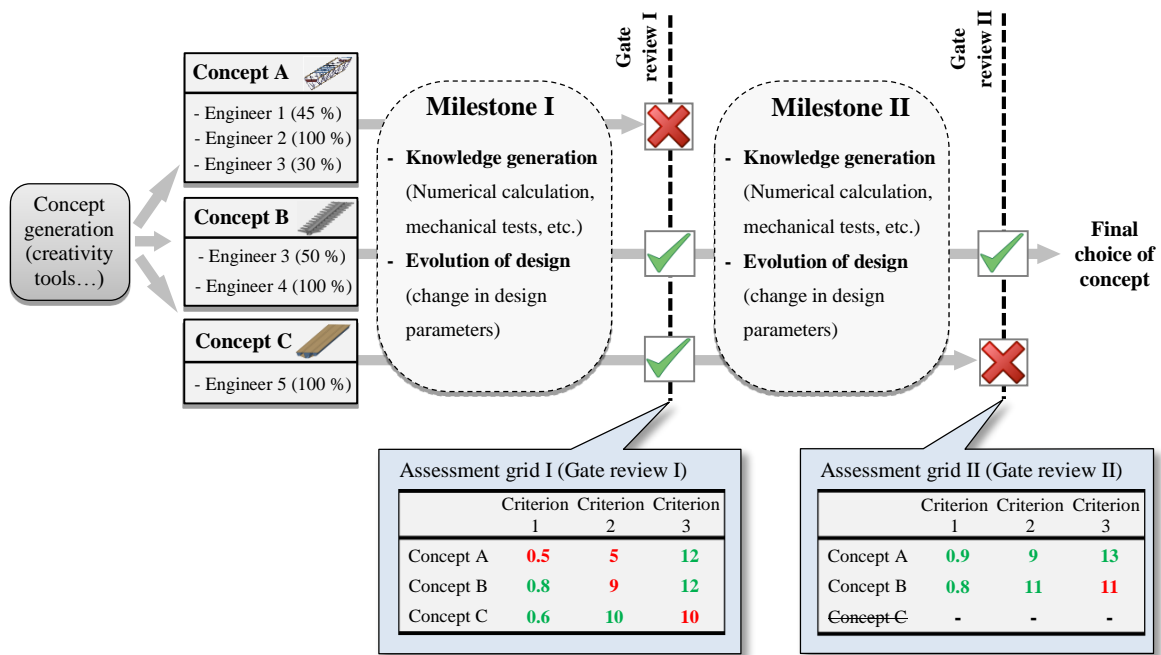 Gate
review I
Gate
review II
Concept A
- Engineer 1 (45 %)
- Engineer 2 (100 %)
- Engineer 3 (30 %)
Concept
generation
(creativity
tools…)
Concept B
- Engineer 3 (50 %)
- Engineer 4 (100 %)
Concept C
- Engineer 5 (100 %)
Milestone I
- Knowledge generation
(Numerical calculation,
mechanical tests, etc.)
- Evolution of design
(change in design
parameters)
Milestone II
- Knowledge generation
(Numerical calculation,
mechanical tests, etc.)
- Evolution of design
(change in design
parameters)
Final
choice of
concept
Assessment grid I (Gate review I)
Criterion 1 Criterion 2 Criterion 3
Concept A 0.5 5 12
Concept B 0.8 9 12
Concept C 0.6 10 10
Assessment grid II (Gate review II)
Criterion 1 Criterion 2 Criterion 3
Concept A 0.9 9 13
Concept B 0.8 11 11
Concept C - - -